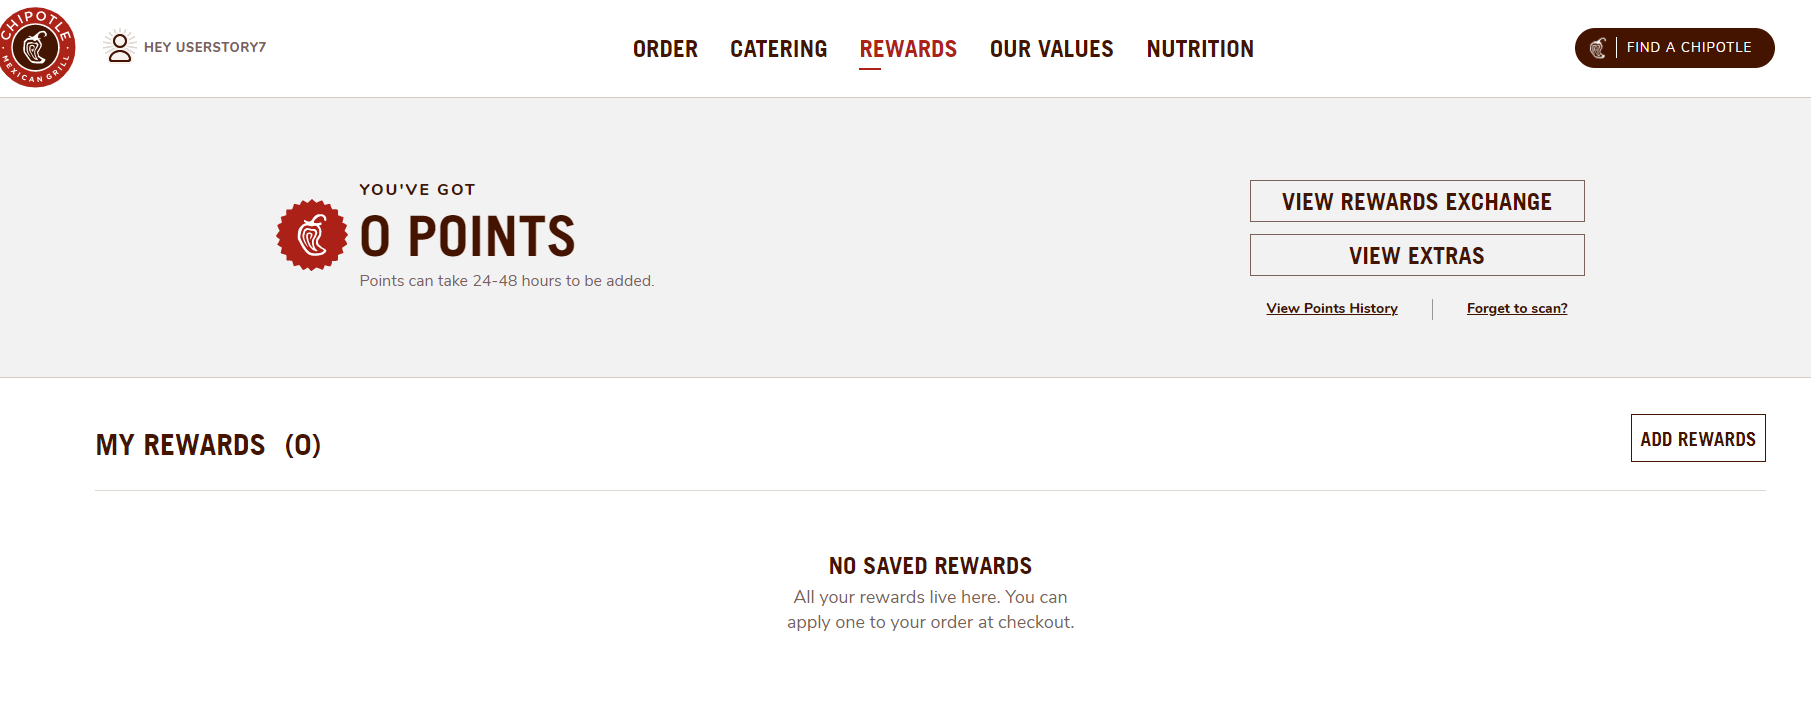 CHIPOTLE
MEXICAN GRILL
HEY USERSTORY7
ORDER
CATERING
REWARDS
OUR VALUES
NUTRITION
FIND A CHIPOTLE
YOU'VE GOT
0 POINTS
Points can take 24-48 hours to be added.
VIEW REWARDS EXCHANGE
VIEW EXTRAS
View Points History
Forget to scan?
MY REWARDS (0)
ADD REWARDS
NO SAVED REWARDS
All your rewards live here. You can
apply one to your order at checkout.